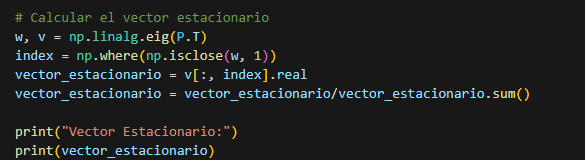 # Calcular el vector estacionario
w, v = np.linalg.eig(P.T)
index = np.where(np.isclose(w, 1))
vector_estacionario = v[:, index].real
vector_estacionario = vector_estacionario/vector_estacionario.sum()
print("Vector Estacionario:")
print(vector_estacionario)